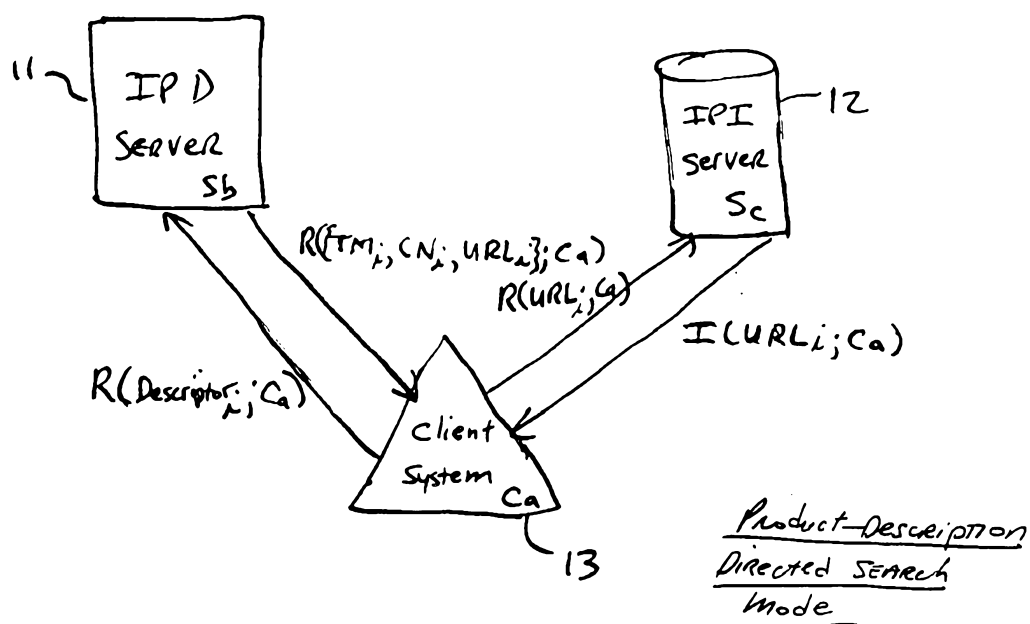 11
IPD
SERVER
Sb
12
IPI
Server
Sc
R({TMi, CNi, URLi}; Ca)
R(URLi; Ca)
I(URLi; Ca)
R(Descriptori; Ca)
Client
System
Ca
13
Product-Description
Directed SEARCH
Mode